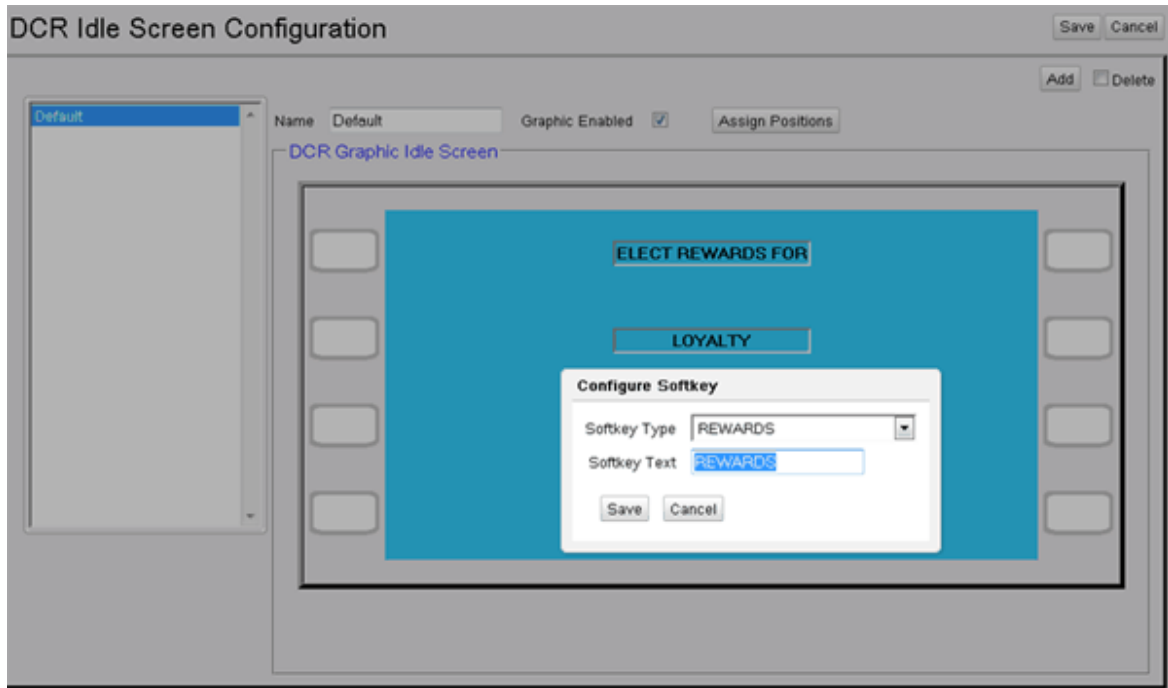 DCR Idle Screen Configuration
Save Cancel
Add Delete
Default
Name Default Graphic Enabled Assign Positions
DCR Graphic Idle Screen
ELECT REWARDS FOR
LOYALTY
Configure Softkey
Softkey Type REWARDS
Softkey Text REWARDS
Save Cancel